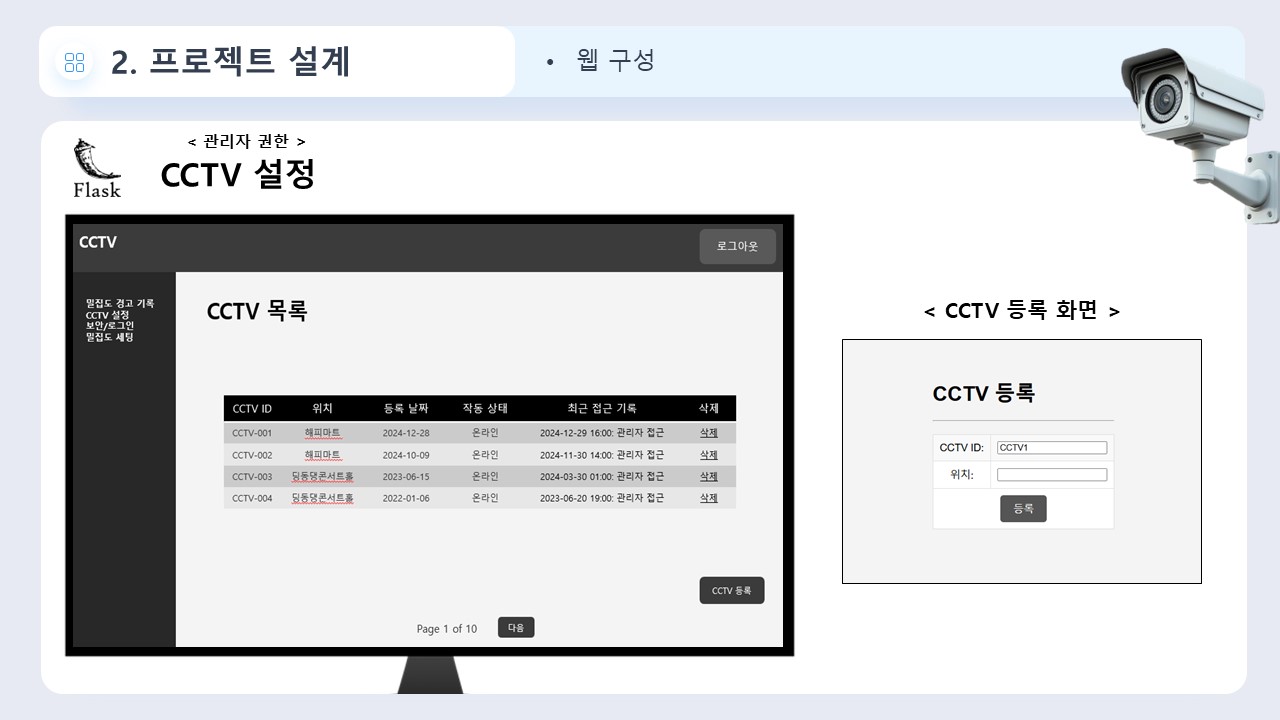 2. 프로젝트 설계
• 웹 구성
Flask
< 관리자 권한 >
CCTV 설정
CCTV
로그아웃
밀집도 경고 기록
CCTV 설정
보안/로그인
밀집도 세팅
CCTV 목록
CCTV ID 위치 등록 날짜 작동 상태 최근 접근 기록 삭제
CCTV-001 해피마트 2024-12-28 온라인 2024-12-29 16:00: 관리자 접근 삭제
CCTV-002 해피마트 2024-10-09 온라인 2024-11-30 14:00: 관리자 접근 삭제
CCTV-003 딩동댕콘서트홀 2023-06-15 온라인 2024-03-30 01:00: 관리자 접근 삭제
CCTV-004 딩동댕콘서트홀 2022-01-06 온라인 2023-06-20 19:00: 관리자 접근 삭제
CCTV 등록
Page 1 of 10 다음
< CCTV 등록 화면 >
CCTV 등록
CCTV ID: CCTV1
위치:
등록